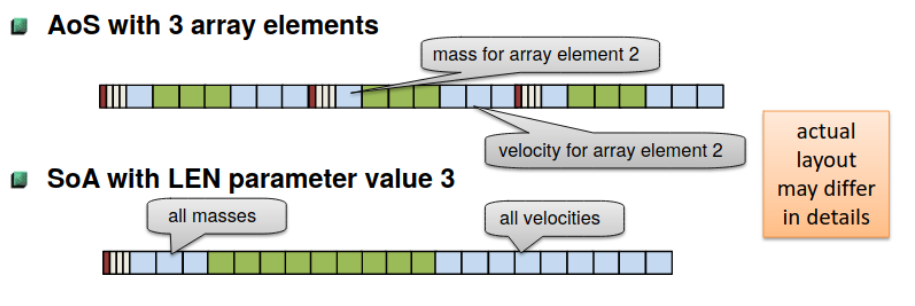 AoS with 3 array elements
mass for array element 2
velocity for array element 2
SoA with LEN parameter value 3
all masses
all velocities
actual
layout
may differ
in details